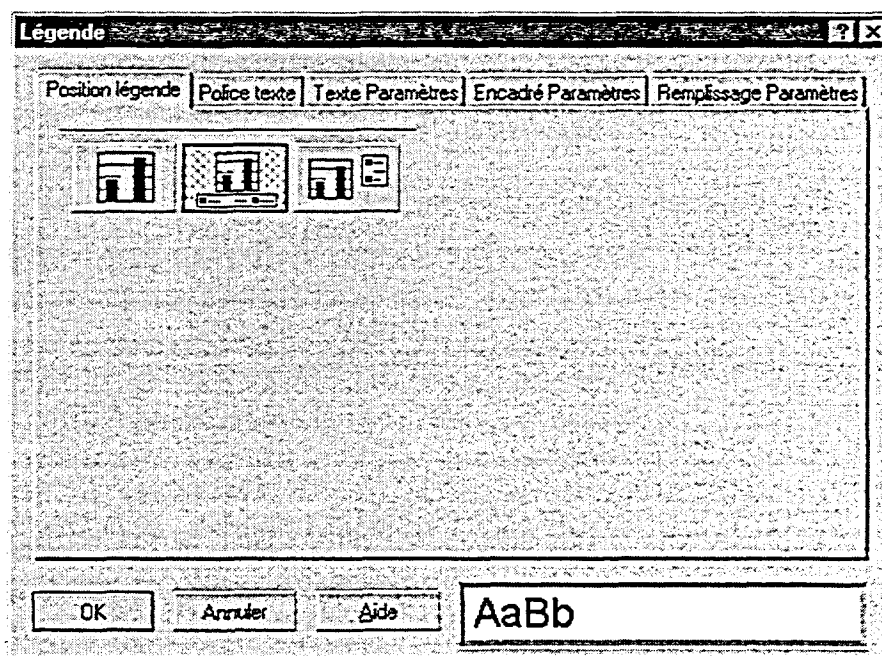 Légende
Position légende Police texte Texte Paramètres Encadré Paramètres Remplissage Paramètres
OK Annuler Aide AaBb